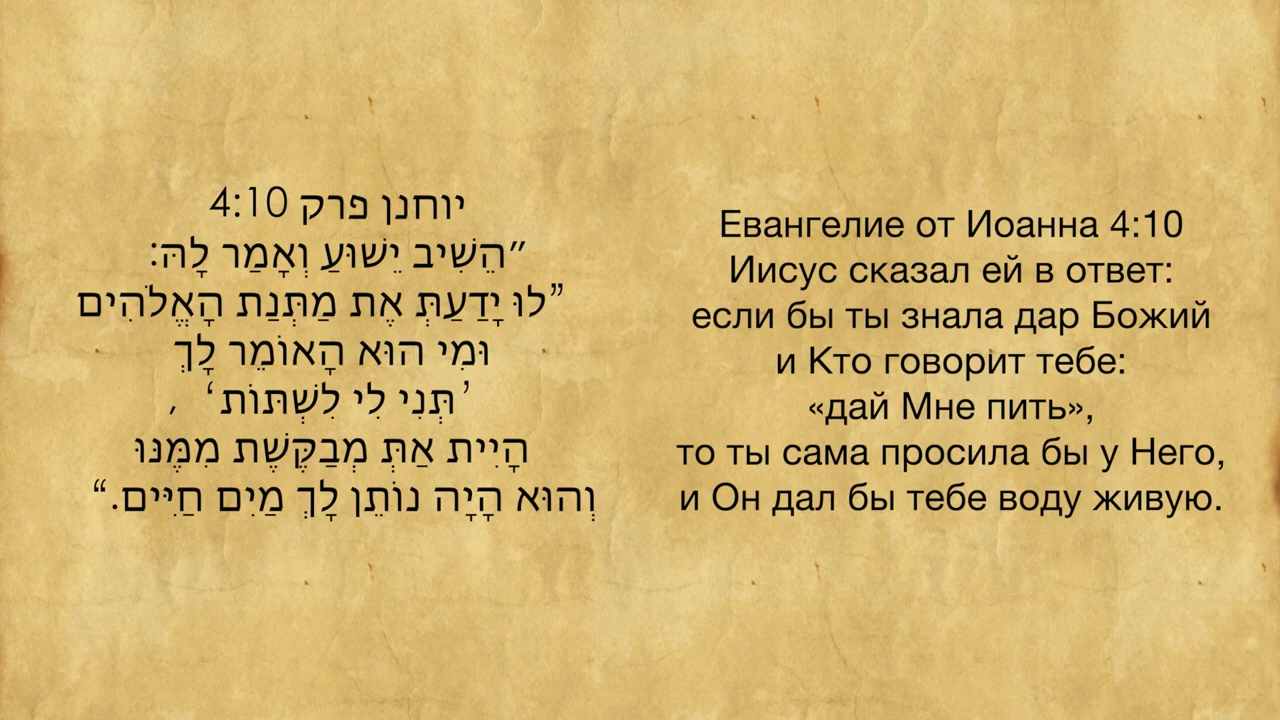 יוחנן פרק 4:10
״הֵשִׁיב יֵשׁוּעַ וְאָמַר לָהּ:
”לוּ יָדַעַתְּ אֶת מַתְּנַת הָאֱלֹהִים
וּמִי הוּא הָאוֹמֵר לָךְ
’תְּנִי לִי לִשְׁתּוֹת‘ ,
הָיִית אַתְּ מְבַקֶּשֶׁת מִמֶּנּוּ
וְהוּא הָיָה נוֹתֵן לָךְ מַיִם חַיִּים.“
Евангелие от Иоанна 4:10
Иисус сказал ей в ответ:
если бы ты знала дар Божий
и Кто говорит тебе:
«дай Мне пить»,
то ты сама просила бы у Него,
и Он дал бы тебе воду живую.